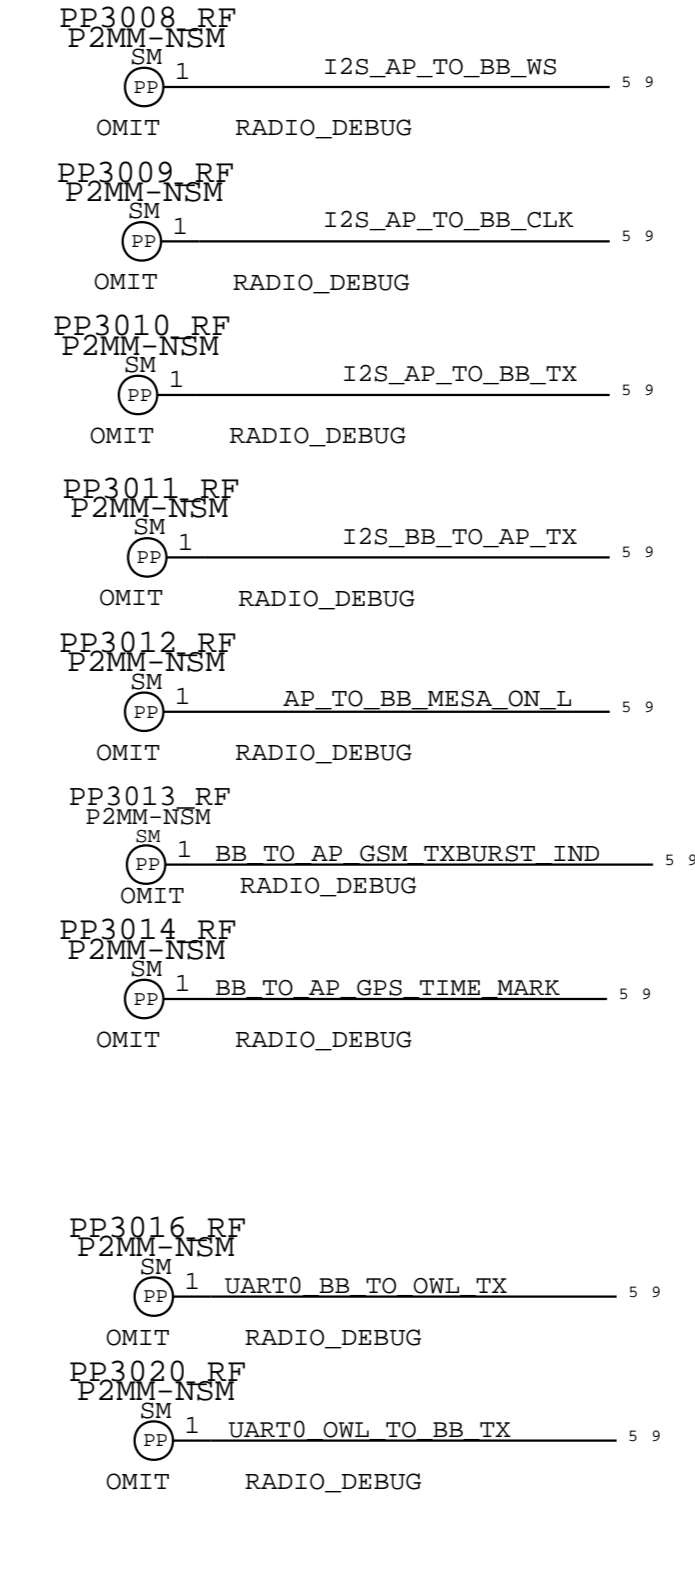 PP3008_RF
P2MM-NSM
SM
PP 1 I2S_AP_TO_BB_WS 5 9
OMIT RADIO_DEBUG
PP3009_RF
P2MM-NSM
SM
PP 1 I2S_AP_TO_BB_CLK 5 9
OMIT RADIO_DEBUG
PP3010_RF
P2MM-NSM
SM
PP 1 I2S_AP_TO_BB_TX 5 9
OMIT RADIO_DEBUG
PP3011_RF
P2MM-NSM
SM
PP 1 I2S_BB_TO_AP_TX 5 9
OMIT RADIO_DEBUG
PP3012_RF
P2MM-NSM
SM
PP 1 AP_TO_BB_MESA_ON_L 5 9
OMIT RADIO_DEBUG
PP3013_RF
P2MM-NSM
SM
PP 1 BB_TO_AP_GSM_TXBURST_IND 5 9
OMIT RADIO_DEBUG
PP3014_RF
P2MM-NSM
SM
PP 1 BB_TO_AP_GPS_TIME_MARK 5 9
OMIT RADIO_DEBUG
PP3016_RF
P2MM-NSM
SM
PP 1 UART0_BB_TO_OWL_TX 5 9
OMIT RADIO_DEBUG
PP3020_RF
P2MM-NSM
SM
PP 1 UART0_OWL_TO_BB_TX 5 9
OMIT RADIO_DEBUG